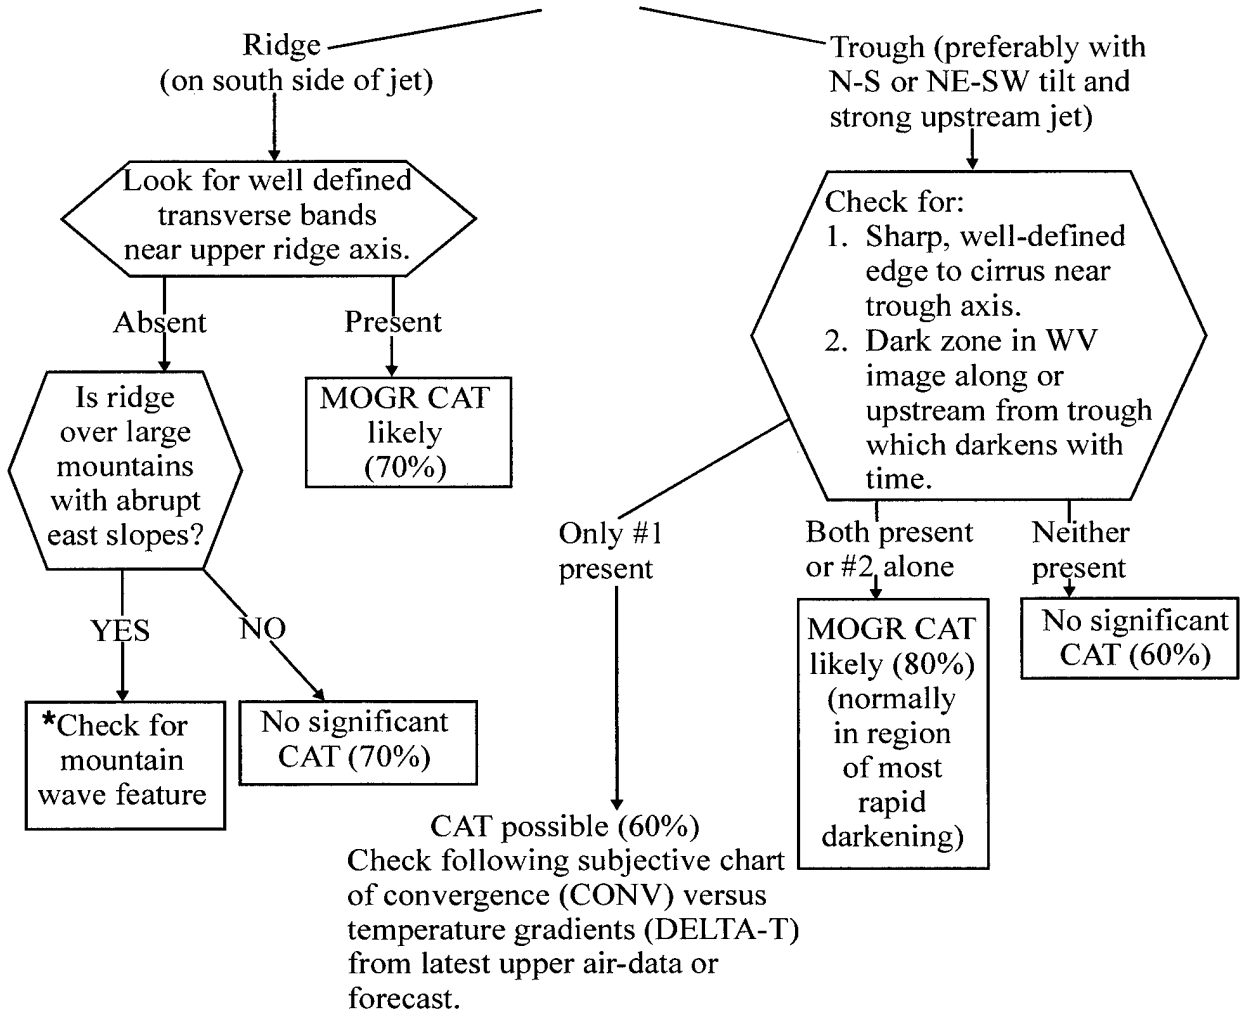 Ridge
(on south side of jet)
Trough (preferably with
N-S or NE-SW tilt and
strong upstream jet)
Look for well defined
transverse bands
near upper ridge axis.
Absent
Present
Is ridge
over large
mountains
with abrupt
east slopes?
MOGR CAT
likely
(70%)
YES
NO
*Check for
mountain
wave feature
No significant
CAT (70%)
Check for:
1. Sharp, well-defined
edge to cirrus near
trough axis.
2. Dark zone in WV
image along or
upstream from trough
which darkens with
time.
Only #1
present
Both present
or #2 alone
Neither
present
CAT possible (60%)
Check following subjective chart
of convergence (CONV) versus
temperature gradients (DELTA-T)
from latest upper air-data or
forecast.
MOGR CAT
likely (80%)
(normally
in region
of most
rapid
darkening)
No significant
CAT (60%)